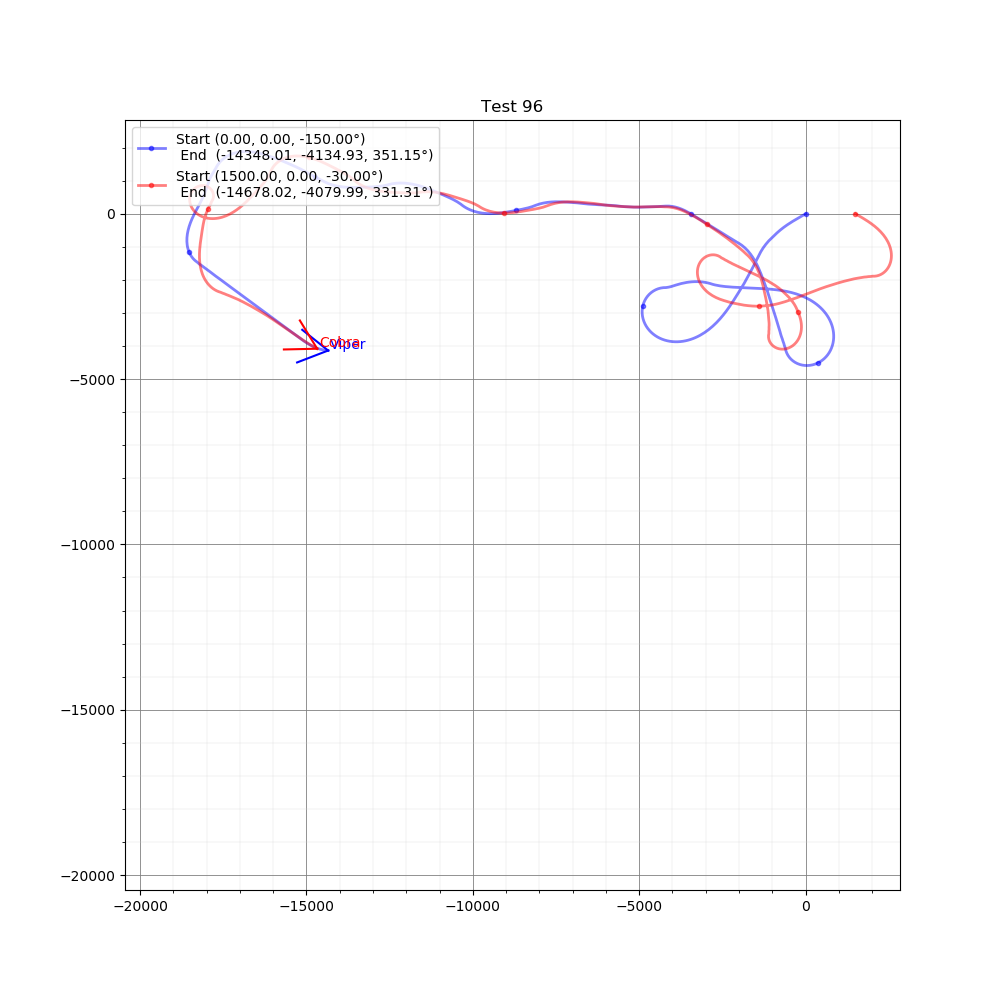 Test 96
Start (0.00, 0.00, -150.00°)
End (-14348.01, -4134.93, 351.15°)
Start (1500.00, 0.00, -30.00°)
End (-14678.02, -4079.99, 331.31°)
0
−5000
−10000
−15000
−20000
Cobra
Viper
−20000
−15000
−10000
−5000
0